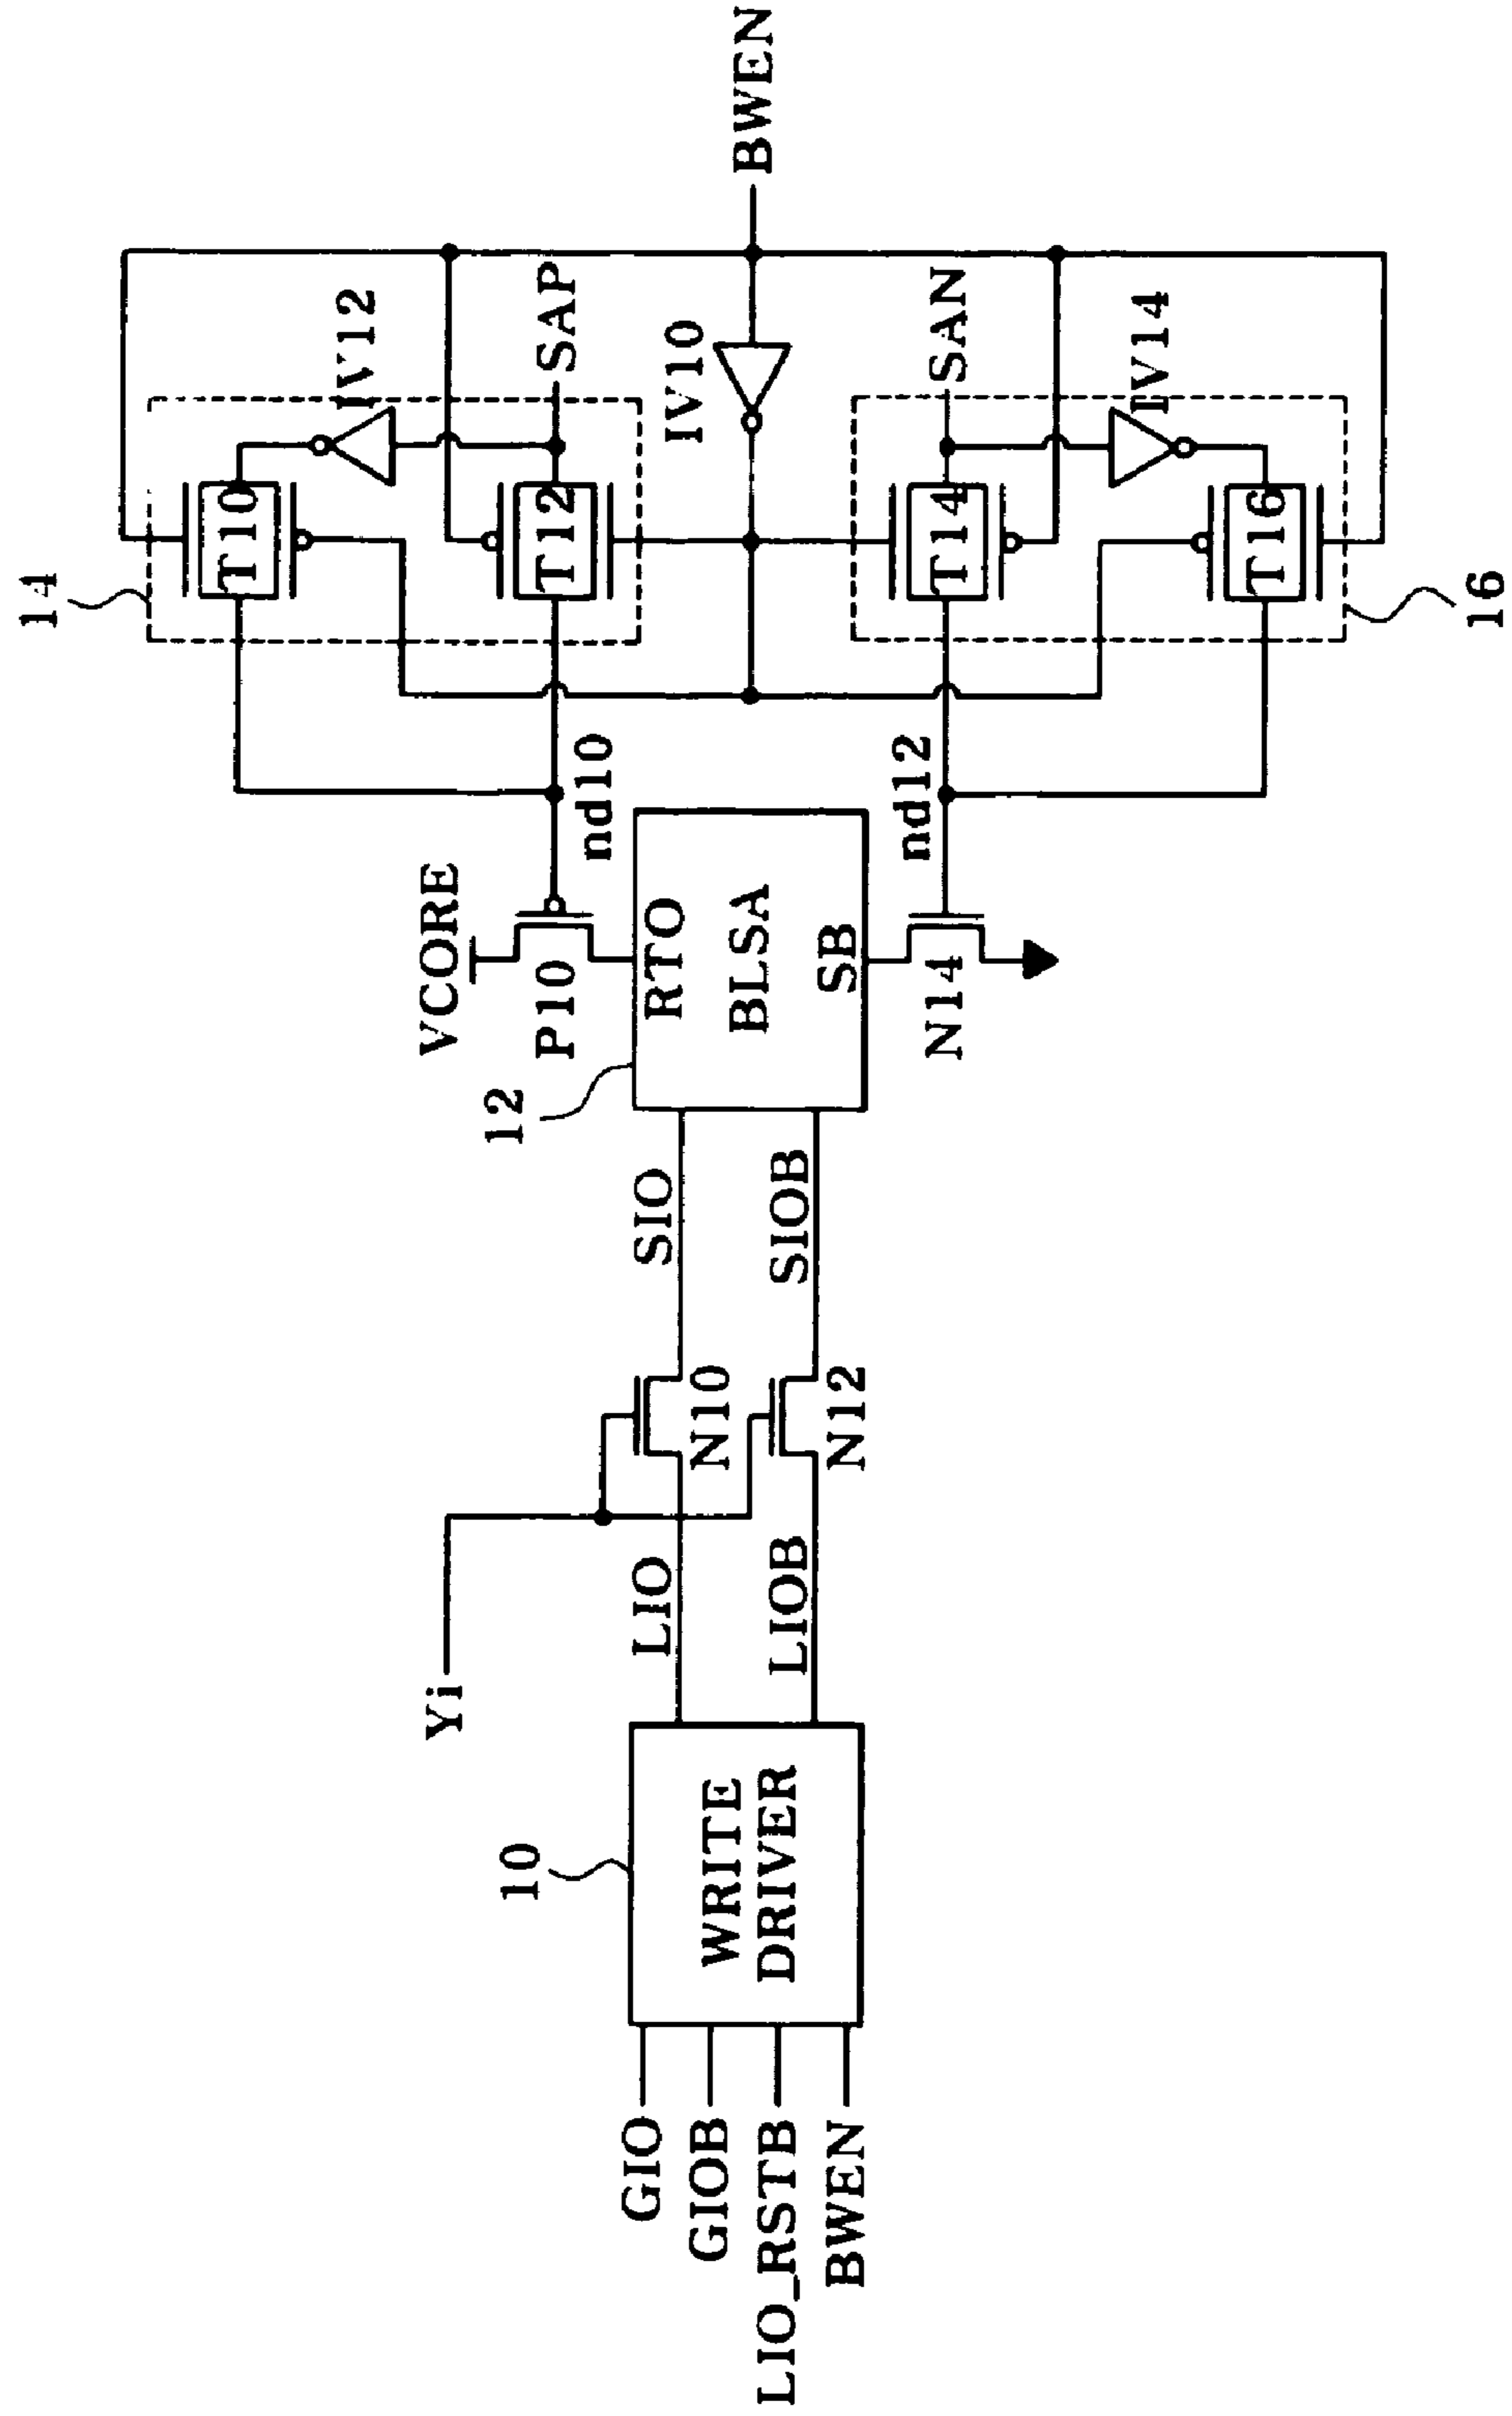 14
IV12
T10
SAP
T12
VCORE
P10
nd10
12
RTO
BLSA
SB
IV10
BWEN
Yi
SIO
SIOB
LIO
LIOB
N10
N12
10
WRITE
DRIVER
GIO
GIOB
LIO_RSTB
BWEN
nd12
N14
SAN
T14
IV14
T16
16